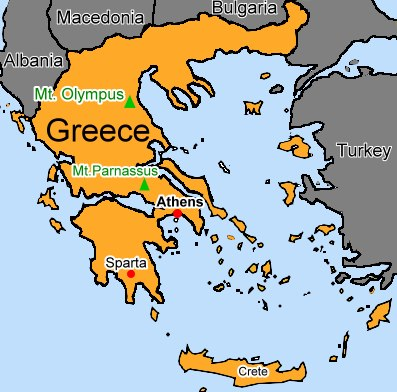 Bulgaria
Macedonia
Albania
Mt. Olympus
Greece
Turkey
Mt.Parnassus
Athens
Sparta
Crete